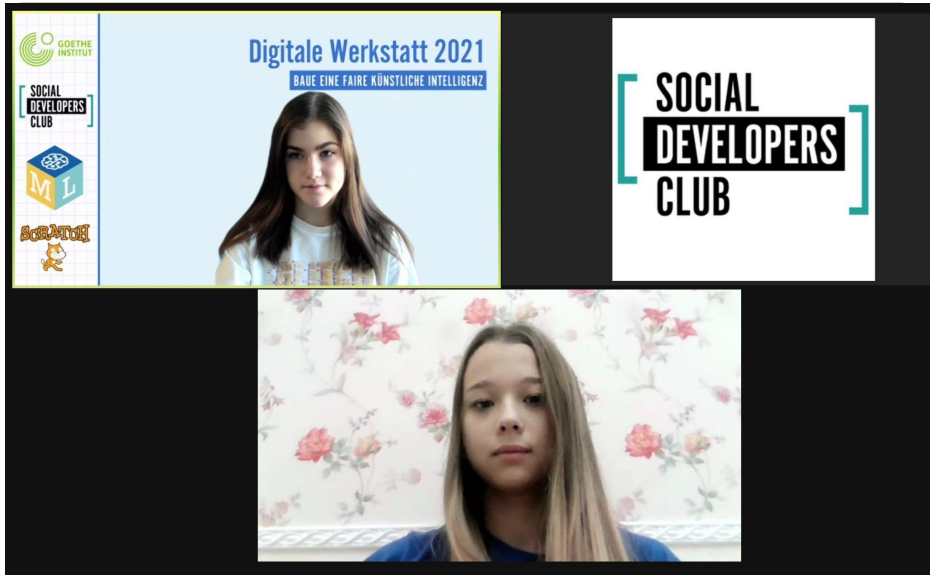 GOETHE
INSTITUT
SOCIAL
DEVELOPERS
CLUB
M L
SCRATCH
Digitale Werkstatt 2021
BAUE EINE FAIRE KÜNSTLICHE INTELLIGENZ
SOCIAL
DEVELOPERS
CLUB